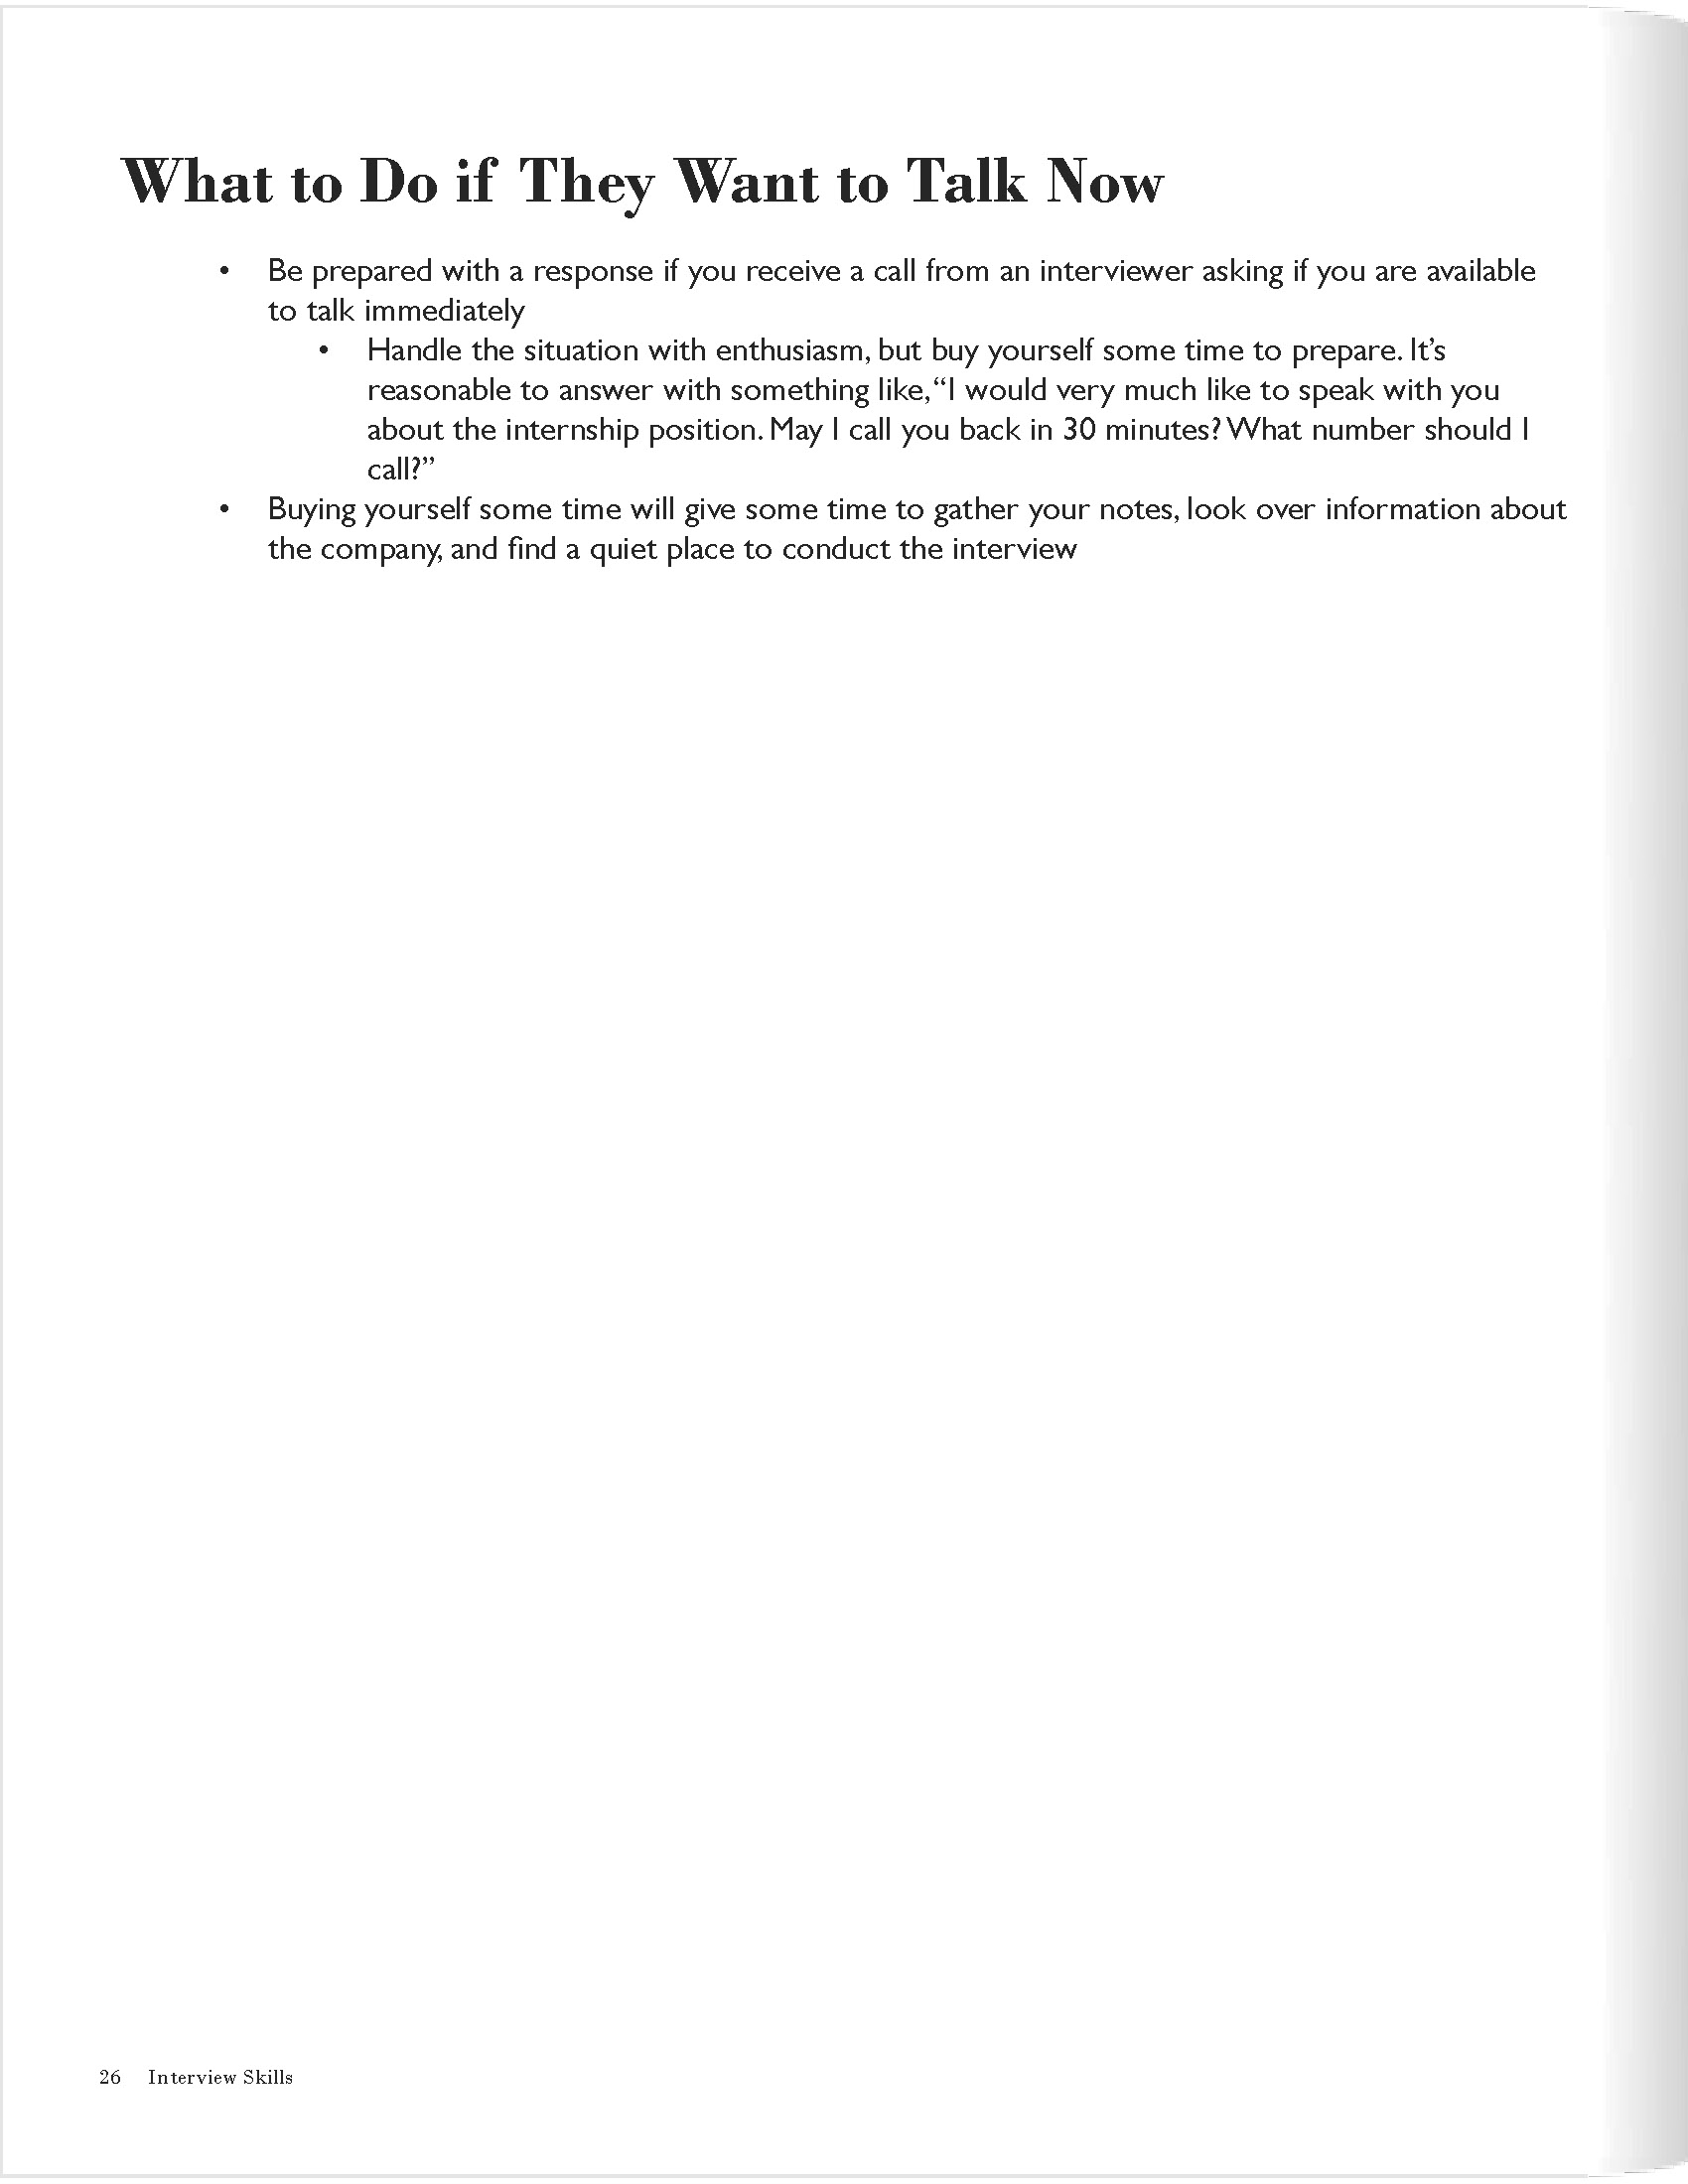 What to Do if They Want to Talk Now
• Be prepared with a response if you receive a call from an interviewer asking if you are available
to talk immediately
• Handle the situation with enthusiasm, but buy yourself some time to prepare. It’s
reasonable to answer with something like, “I would very much like to speak with you
about the internship position. May I call you back in 30 minutes? What number should I
call?”
• Buying yourself some time will give some time to gather your notes, look over information about
the company, and find a quiet place to conduct the interview
26 Interview Skills